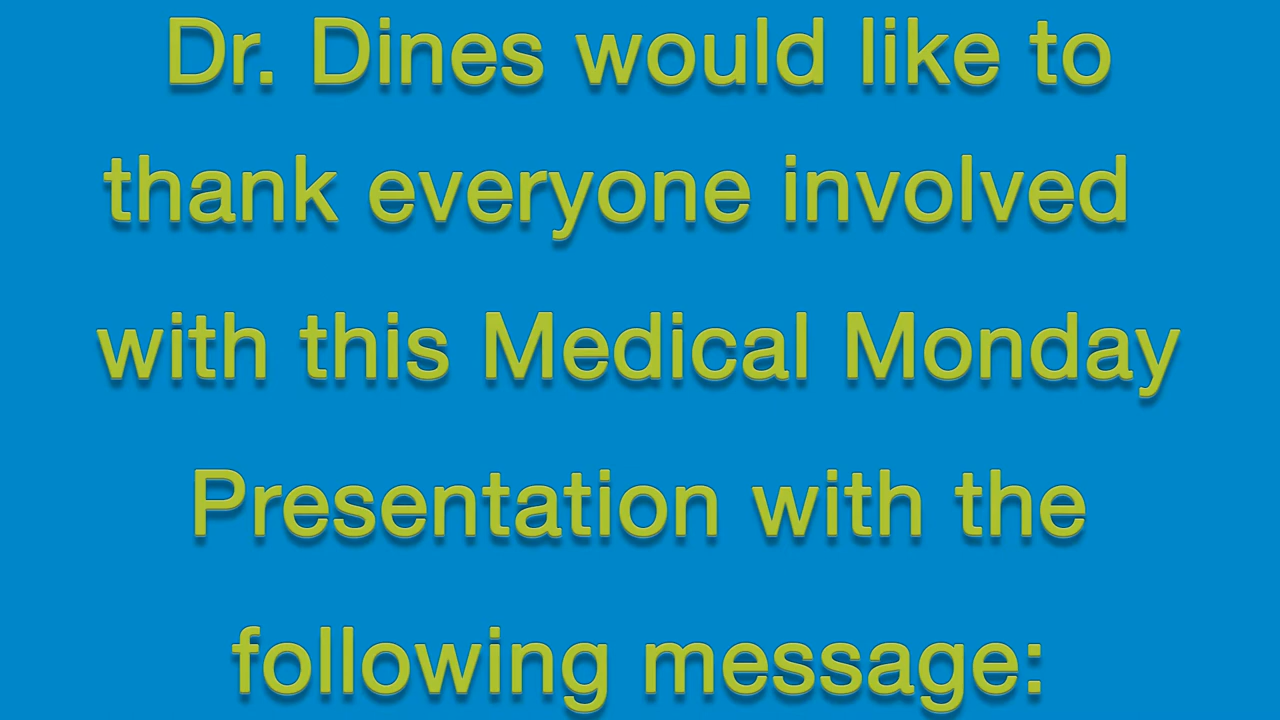 Dr. Dines would like to
thank everyone involved
with this Medical Monday
Presentation with the
following message: